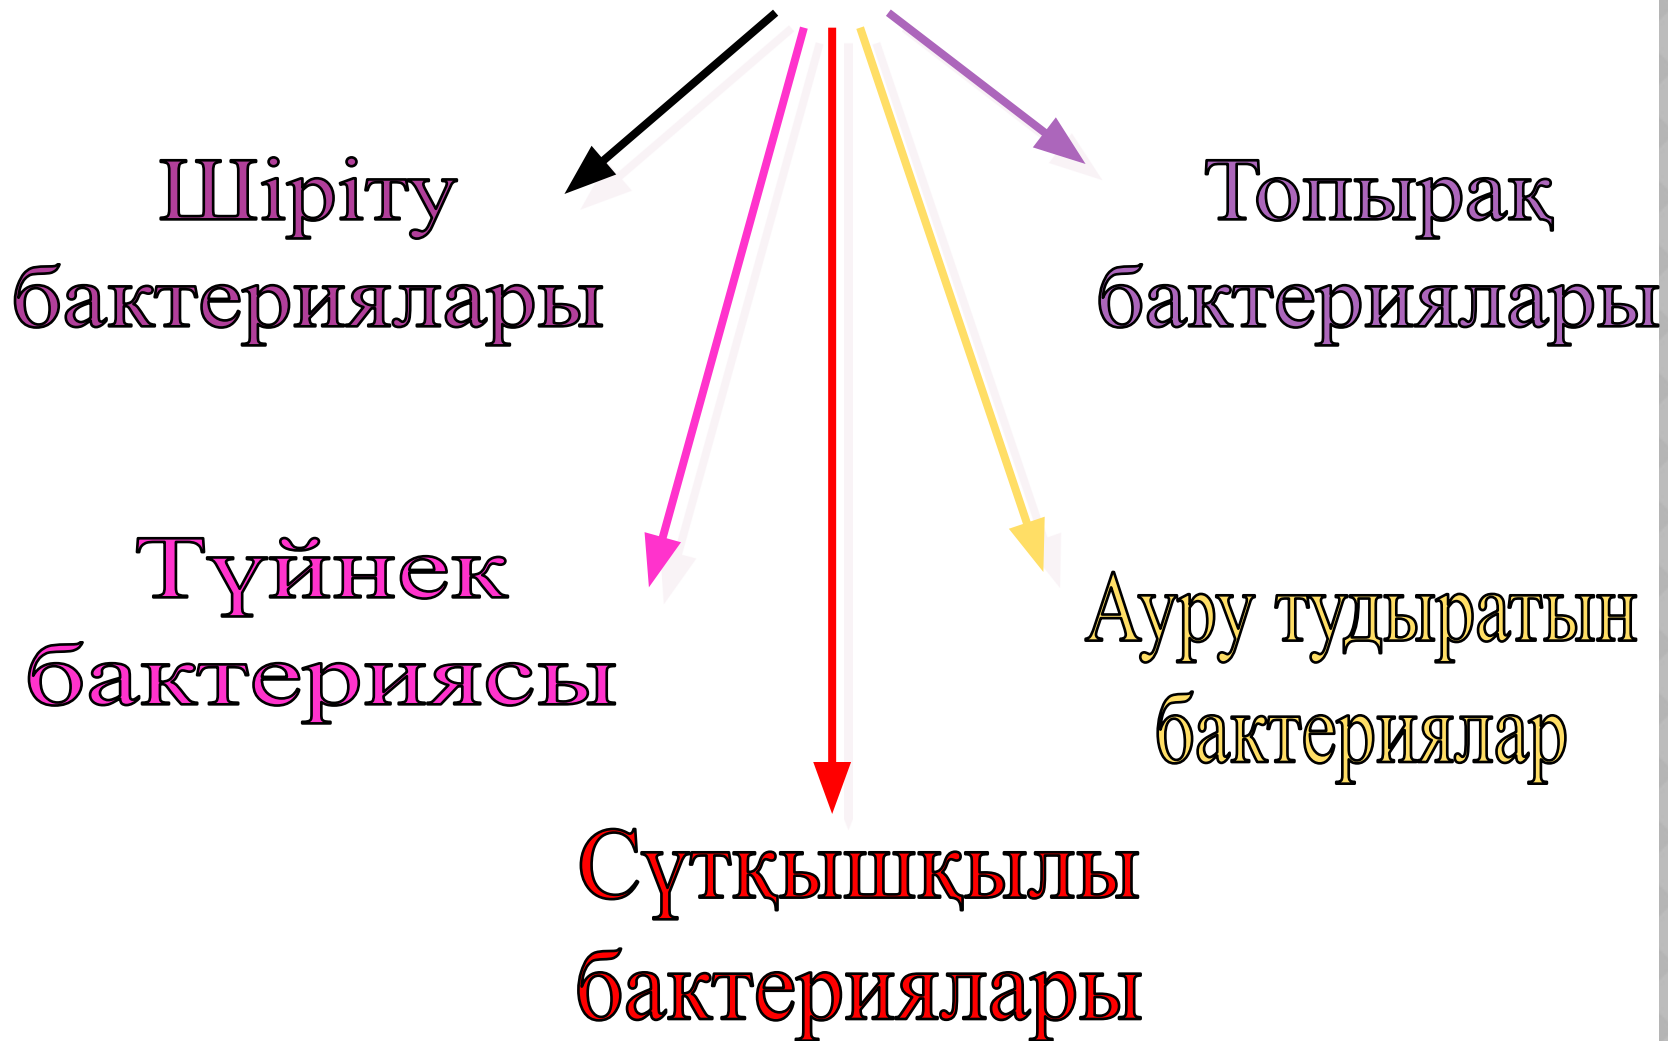 Шіріту
бактериялары
Топырақ
бактериялары
Түйнек
бактериясы
Ауру тудыратын
бактериялар
Сүтқышқылы
бактериялары